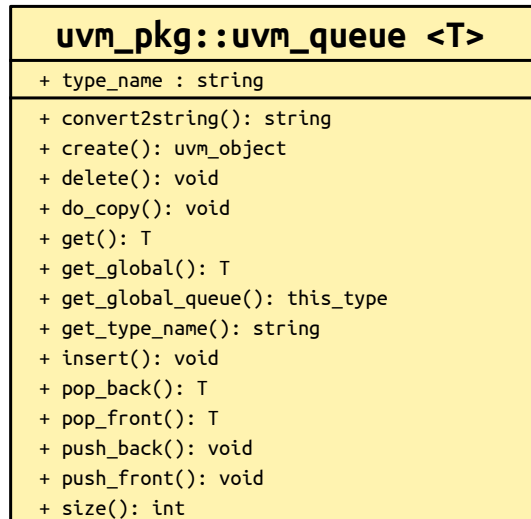 uvm_pkg::uvm_queue <T>
+ type_name : string
+ convert2string(): string
+ create(): uvm_object
+ delete(): void
+ do_copy(): void
+ get(): T
+ get_global(): T
+ get_global_queue(): this_type
+ get_type_name(): string
+ insert(): void
+ pop_back(): T
+ pop_front(): T
+ push_back(): void
+ push_front(): void
+ size(): int